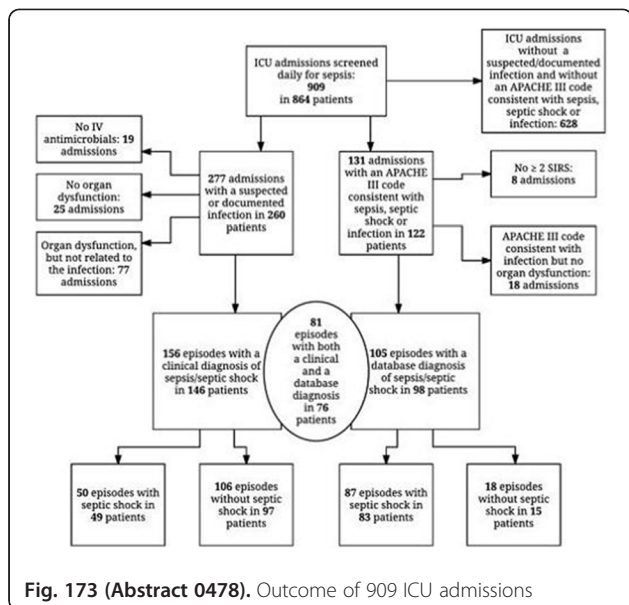 ICU admissions screened
daily for sepsis:
909
in 864 patients
ICU admissions
without a
suspected/documented
infection and without
an APACHE III code
consistent with sepsis,
septic shock or
infection: 628
No IV
antimicrobials: 19
admissions
No organ
dysfunction:
25 admissions
Organ dysfunction,
but not related to
the infection: 77
admissions
277 admissions
with a suspected
or documented
infection in 260
patients
131 admissions
with an APACHE
III code
consistent with
sepsis, septic
shock or
infection in 122
patients
No ≥ 2 SIRS:
8 admissions
APACHE III code
consistent with
infection but no
organ dysfunction:
18 admissions
156 episodes with a
clinical diagnosis of
sepsis/septic shock
in 146 patients
81
episodes
with both
a clinical
and a
database
diagnosis
in 76
patients
105 episodes with a
database diagnosis
of sepsis/septic
shock in 98 patients
50 episodes with
septic shock in
49 patients
106 episodes
without septic
shock in 97
patients
87 episodes with
septic shock in
83 patients
18 episodes
without septic
shock in 15
patients
Fig. 173 (Abstract 0478). Outcome of 909 ICU admissions